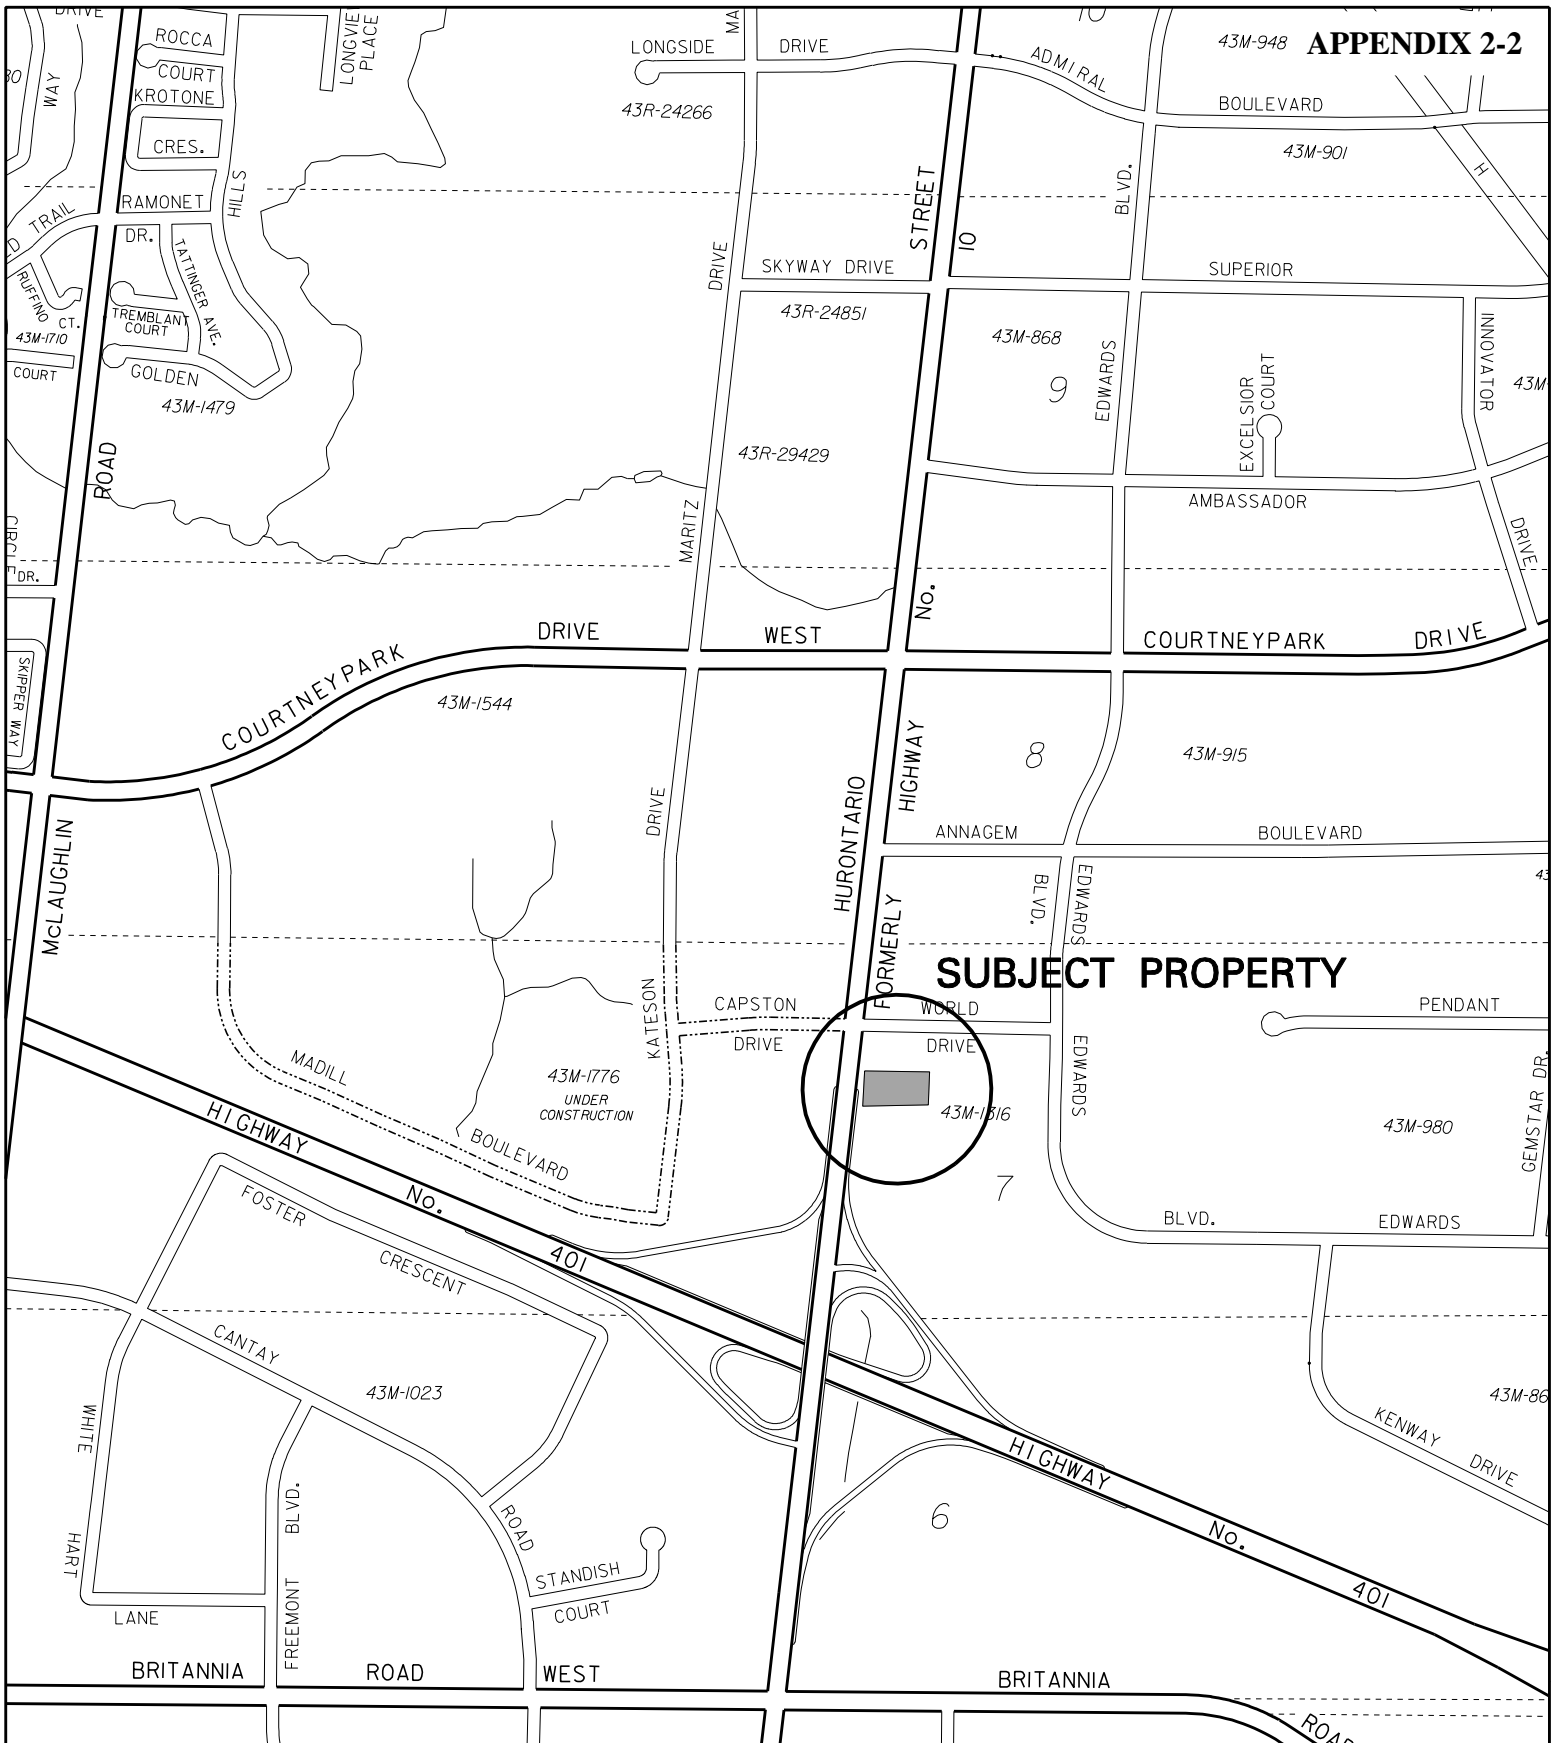 APPENDIX 2-2
DRIVE
ROCCA
COURT
KROTONE
CRES.
WAY
LONGVIEW
PLACE
LONGSIDE
DRIVE
ADMIRAL
BOULEVARD
43M-948
43R-24266
43M-901
H
10
RAMONET
DR.
HILLS
TRAIL
RUFFINO
CT.
43M-1710
COURT
TATTINGER AVE.
TREMBLANT
COURT
GOLDEN
43M-1479
ROAD
DRIVE
SKYWAY DRIVE
43R-24851
STREET
10
BLVD.
SUPERIOR
43M-868
9
EDWARDS
EXCELSIOR
COURT
INNOVATOR
DRIVE
43M-
43R-29429
AMBASSADOR
MARITZ
No.
CIRCLE
DR.
SKIPPER WAY
COURTNEYPARK
DRIVE
WEST
COURTNEYPARK
DRIVE
43M-1544
HIGHWAY
8
43M-915
DRIVE
HURONTARIO
ANNAGEM
BOULEVARD
McLAUGHLIN
BLVD.
EDWARDS
43
FORMERLY
SUBJECT PROPERTY
KATESON
CAPSTON
DRIVE
WORLD
DRIVE
PENDANT
MADILL
BOULEVARD
43M-1776
UNDER
CONSTRUCTION
EDWARDS
43M-1316
43M-980
GEMSTAR DR.
7
BLVD.
EDWARDS
HIGHWAY
No.
401
FOSTER
CRESCENT
CANTAY
43M-1023
WHITE
HART
LANE
FREEMONT
BLVD.
ROAD
STANDISH
COURT
43M-86
KENWAY
DRIVE
HIGHWAY
No.
401
6
BRITANNIA
ROAD
WEST
BRITANNIA
ROAD